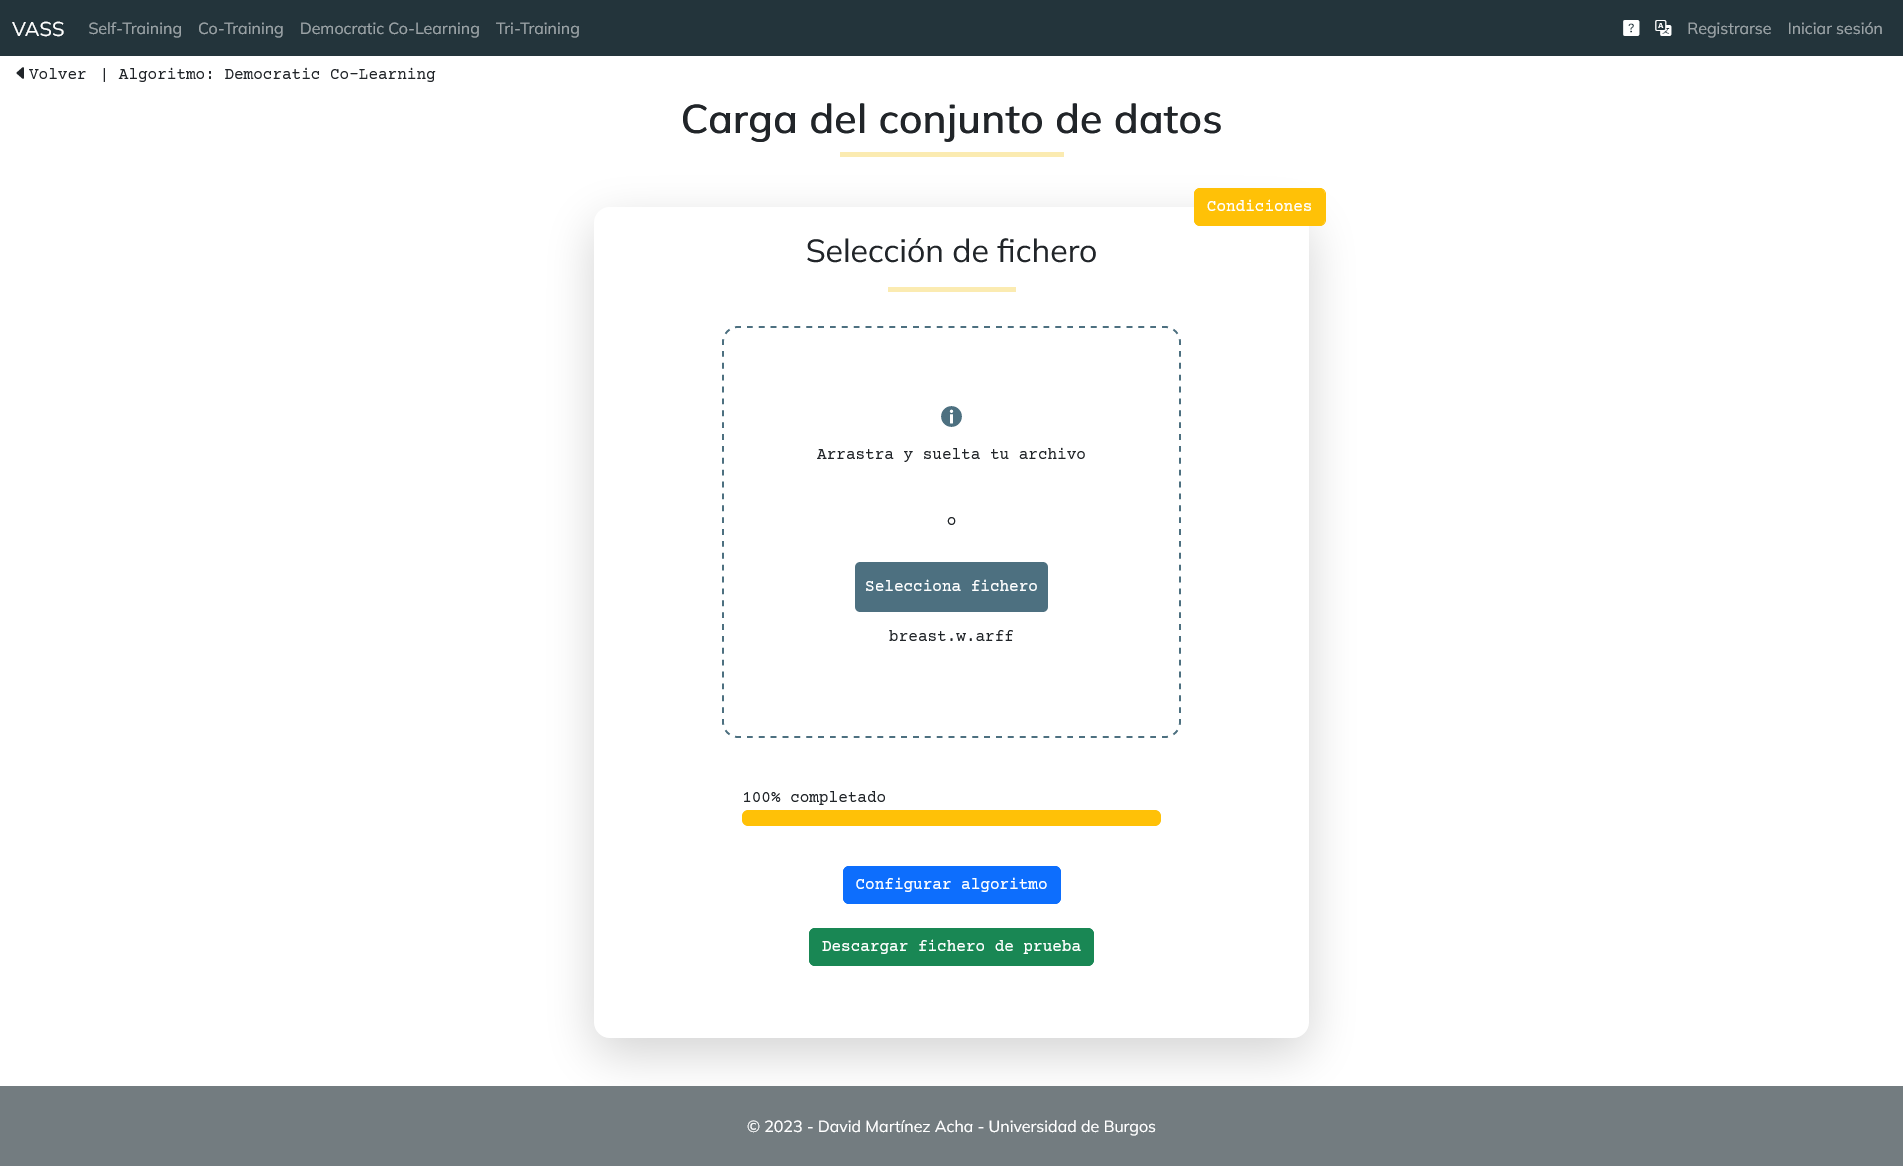 VASS Self-Training Co-Training Democratic Co-Learning Tri-Training ? Registrarse Iniciar sesión
Volver | Algoritmo: Democratic Co-Learning
Carga del conjunto de datos
Condiciones
Selección de fichero
Arrastra y suelta tu archivo
o
Selecciona fichero
breast.w.arff
100% completado
Configurar algoritmo
Descargar fichero de prueba
© 2023 - David Martínez Acha - Universidad de Burgos